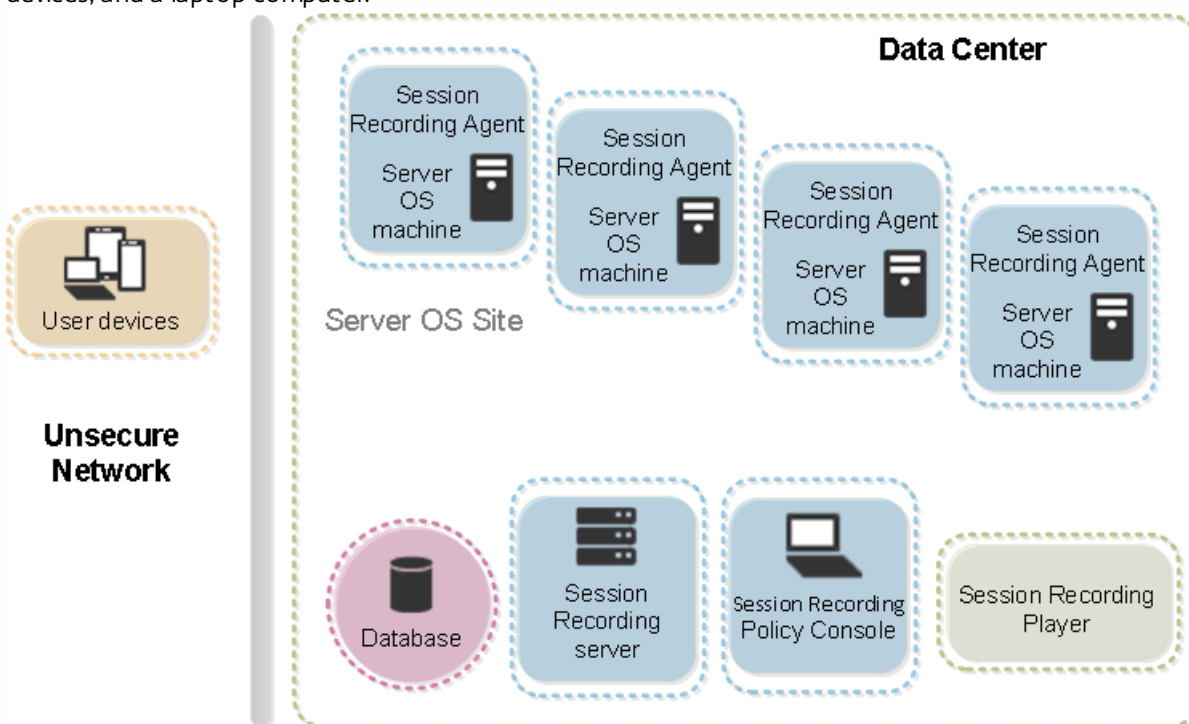 devices, and a laptop computer.
Data Center
Session
Recording Agent
Server
OS
machine
Session
Recording Agent
Server
OS
machine
Session
Recording Agent
Server
OS
machine
Session
Recording Agent
Server
OS
machine
User devices
Server OS Site
Unsecure
Network
Database
Session
Recording
server
Session Recording
Policy Console
Session Recording
Player